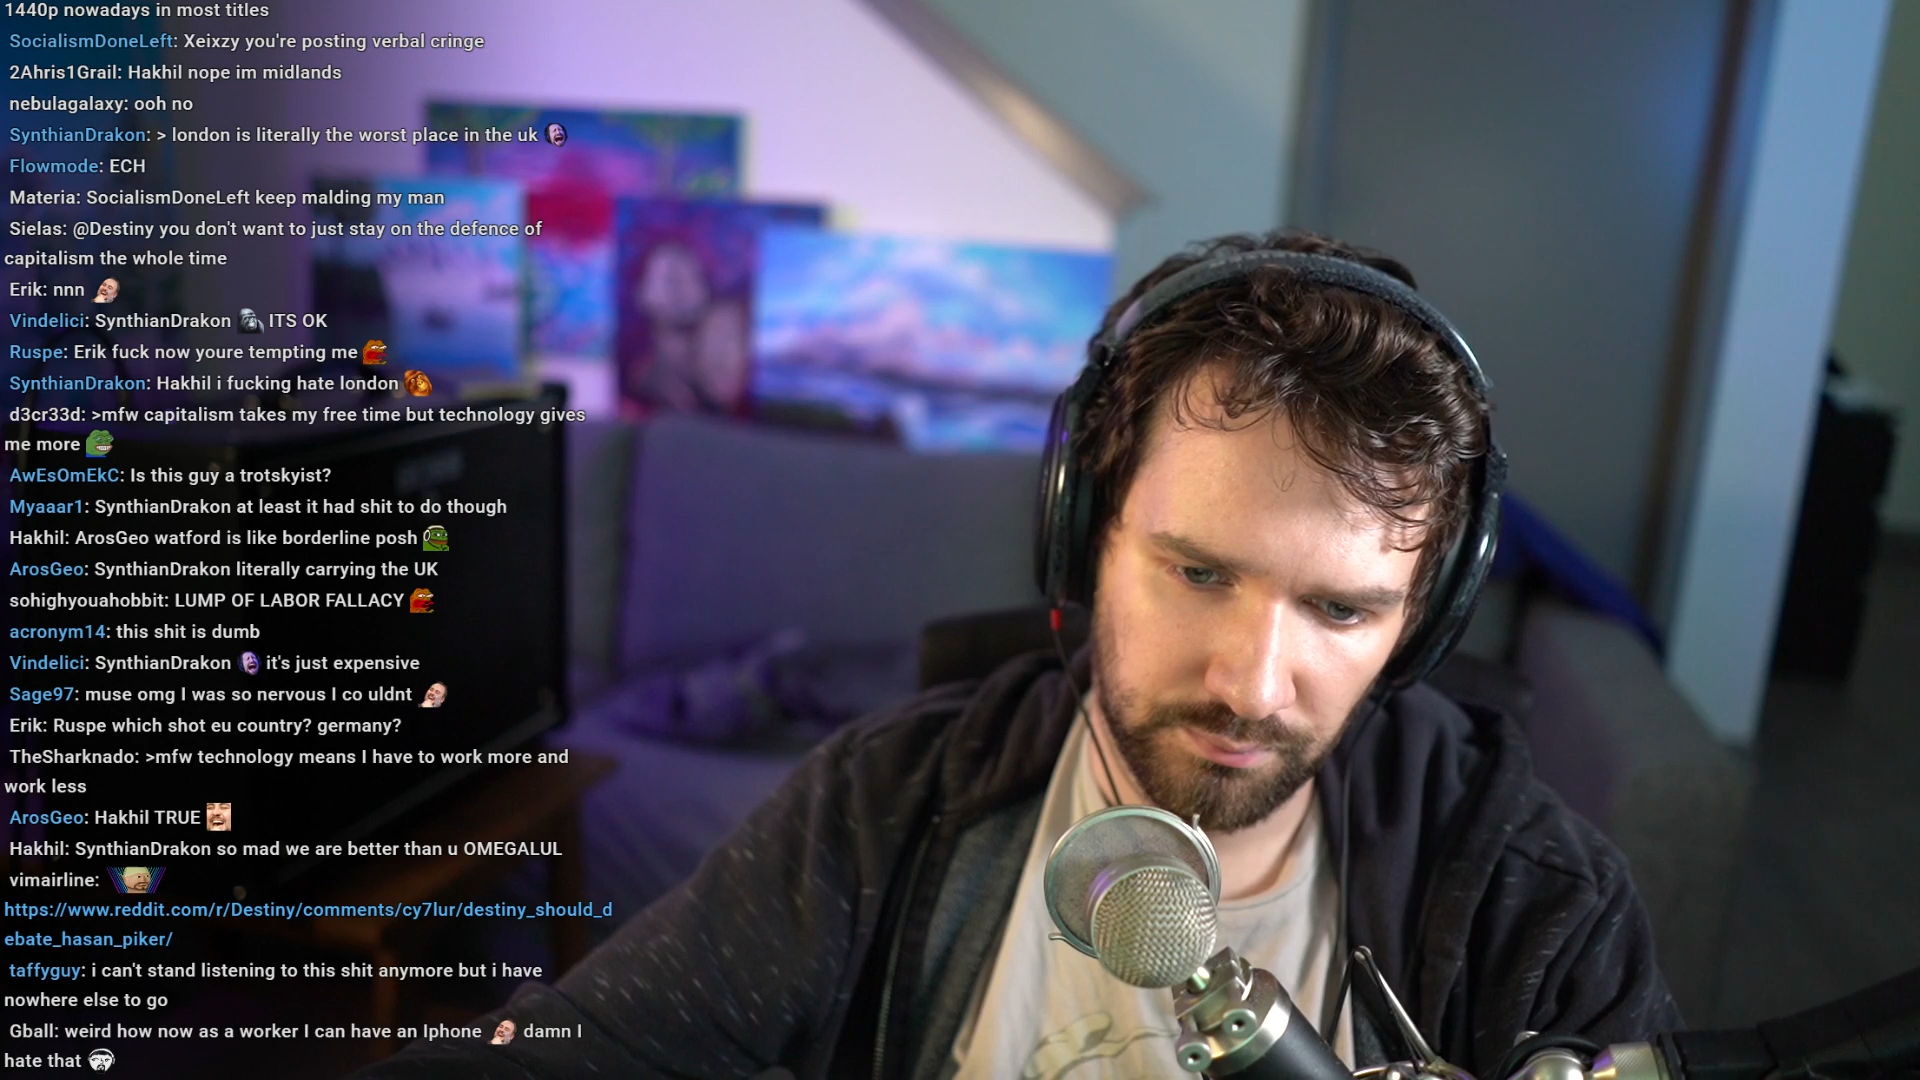 1440p nowadays in most titles
SocialismDoneLeft: Xeixzy you're posting verbal cringe
2Ahris1Grail: Hakhil nope im midlands
nebulagalaxy: ooh no
SynthianDrakon: > london is literally the worst place in the uk
Flowmode: ECH
Materia: SocialismDoneLeft keep malding my man
Sielas: @Destiny you don't want to just stay on the defence of
capitalism the whole time
Erik: nnn
Vindelici: SynthianDrakon ITS OK
Ruspe: Erik fuck now youre tempting me
SynthianDrakon: Hakhil i fucking hate london
d3cr33d: >mfw capitalism takes my free time but technology gives
me more
AwEsOmEkC: Is this guy a trotskyist?
Myaaar1: SynthianDrakon at least it had shit to do though
Hakhil: ArosGeo watford is like borderline posh
ArosGeo: SynthianDrakon literally carrying the UK
sohighyouahobbit: LUMP OF LABOR FALLACY
acronym14: this shit is dumb
Vindelici: SynthianDrakon it's just expensive
Sage97: muse omg I was so nervous I co uldnt
Erik: Ruspe which shot eu country? germany?
TheSharknado: >mfw technology means I have to work more and
work less
ArosGeo: Hakhil TRUE
Hakhil: SynthianDrakon so mad we are better than u OMEGALUL
vimairline:
https://www.reddit.com/r/Destiny/comments/cy7lur/destiny_should_d
ebate_hasan_piker/
taffyguy: i can't stand listening to this shit anymore but i have
nowhere else to go
Gball: weird how now as a worker I can have an Iphone damn I
hate that